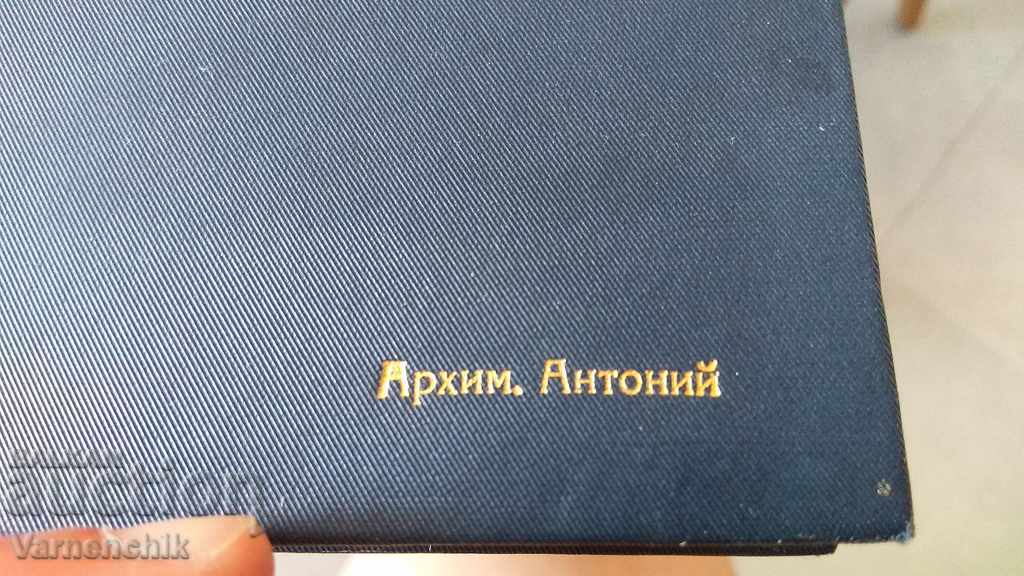 Архим. Антоний
BALKAN
auction
Varnenchik